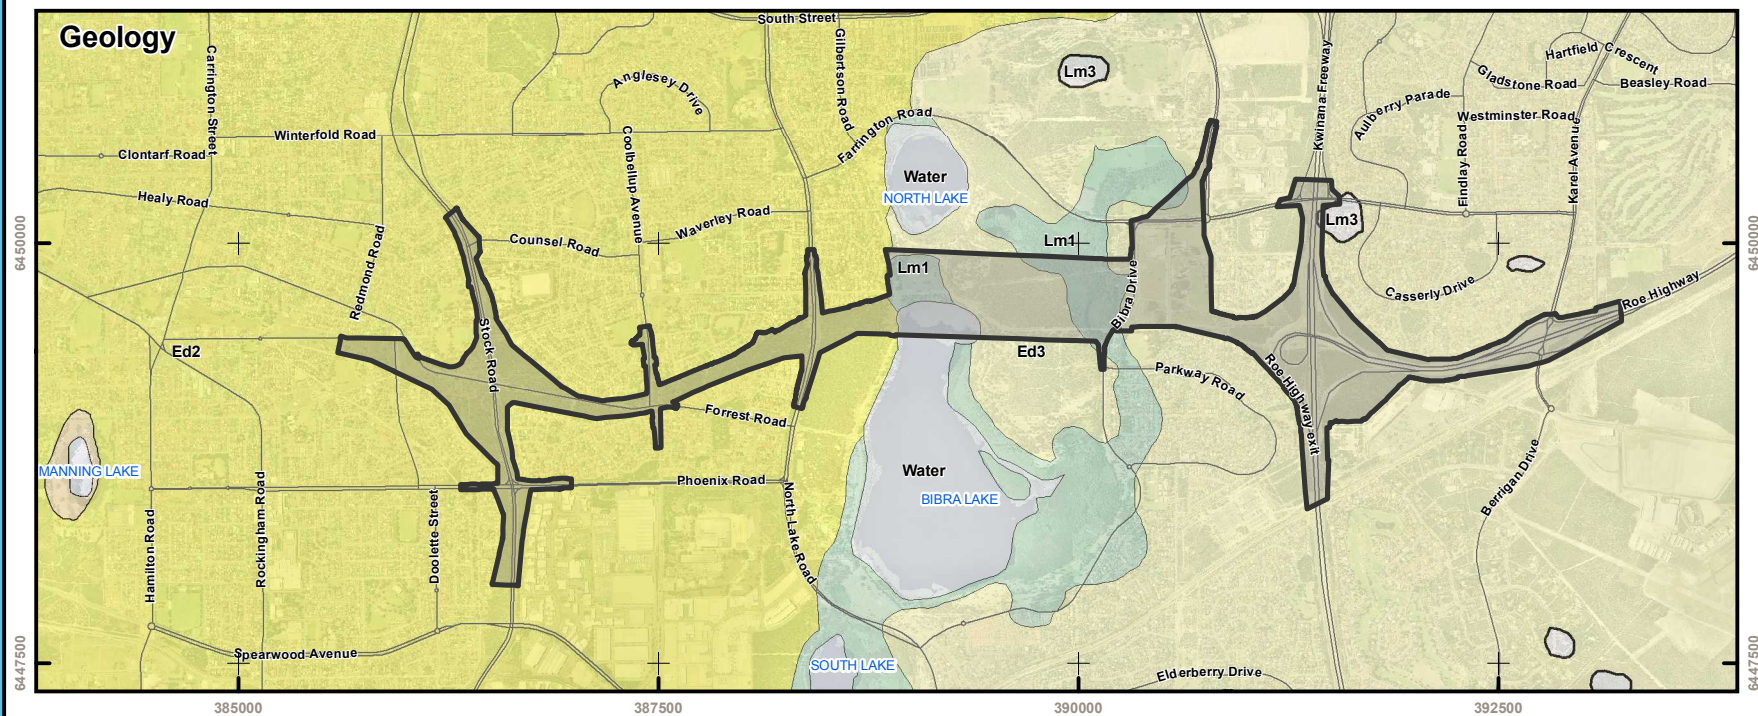 Geology
South Street
Carrington Street
Gilbertson Road
Anglesey Drive
Lm3
Kwinana Freeway
Hartfield Crescent
Gladstone Road
Beasley Road
Aulberry Parade
Westminster Road
Winterfold Road
Farrington Road
Clontarf Road
Coolbellup Avenue
Findlay Road
Karel Avenue
Water
NORTH LAKE
Healy Road
Waverley Road
Lm3
Counsel Road
Lm1
Lm1
6450000
6450000
Redmond Road
Bibra Drive
Casserly Drive
Roe Highway
Stock Road
Ed2
Ed3
Parkway Road
Roe Highway exit
Forrest Road
MANNING LAKE
Water
BIBRA LAKE
Phoenix Road
Hamilton Road
Rockingham Road
Doolette Street
North Lake Road
Berrigan Drive
Spearwood Avenue
SOUTH LAKE
Elderberry Drive
6447500
6447500
385000
387500
390000
392500